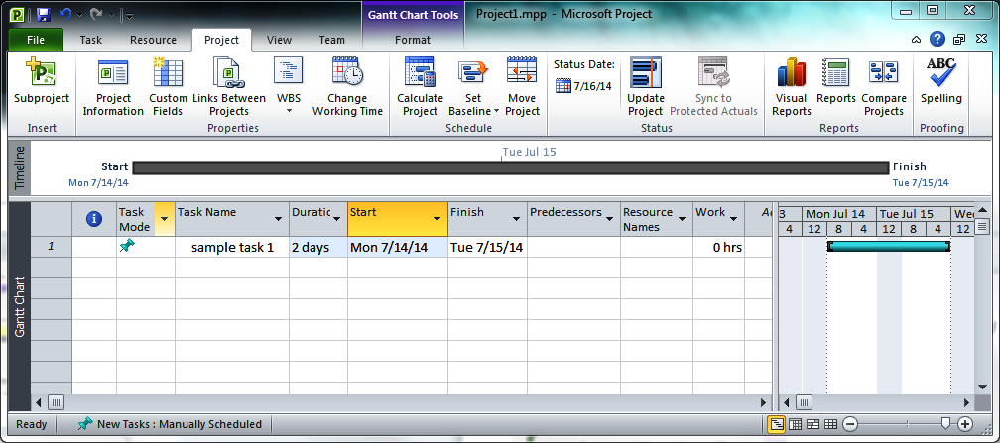 Gantt Chart Tools
Project1.mpp - Microsoft Project
File Task Resource Project View Team Format
Subproject
Insert
Project Information
Custom Fields
Links Between Projects
WBS
Change Working Time
Properties
Calculate Project
Set Baseline
Move Project
Schedule
Status Date:
7/16/14
Update Project
Sync to Protected Actuals
Status
Visual Reports
Reports
Compare Projects
Reports
ABC
Spelling
Proofing
Timeline
Tue Jul 15
Start
Mon 7/14/14
Finish
Tue 7/15/14
Task Mode Task Name Duratic Start Finish Predecessors Resource Names Work
3 Mon Jul 14 Tue Jul 15 Wed
4 12 8 4 12 8 4 12
1 sample task 1 2 days Mon 7/14/14 Tue 7/15/14 0 hrs
Gantt Chart
Ready New Tasks : Manually Scheduled